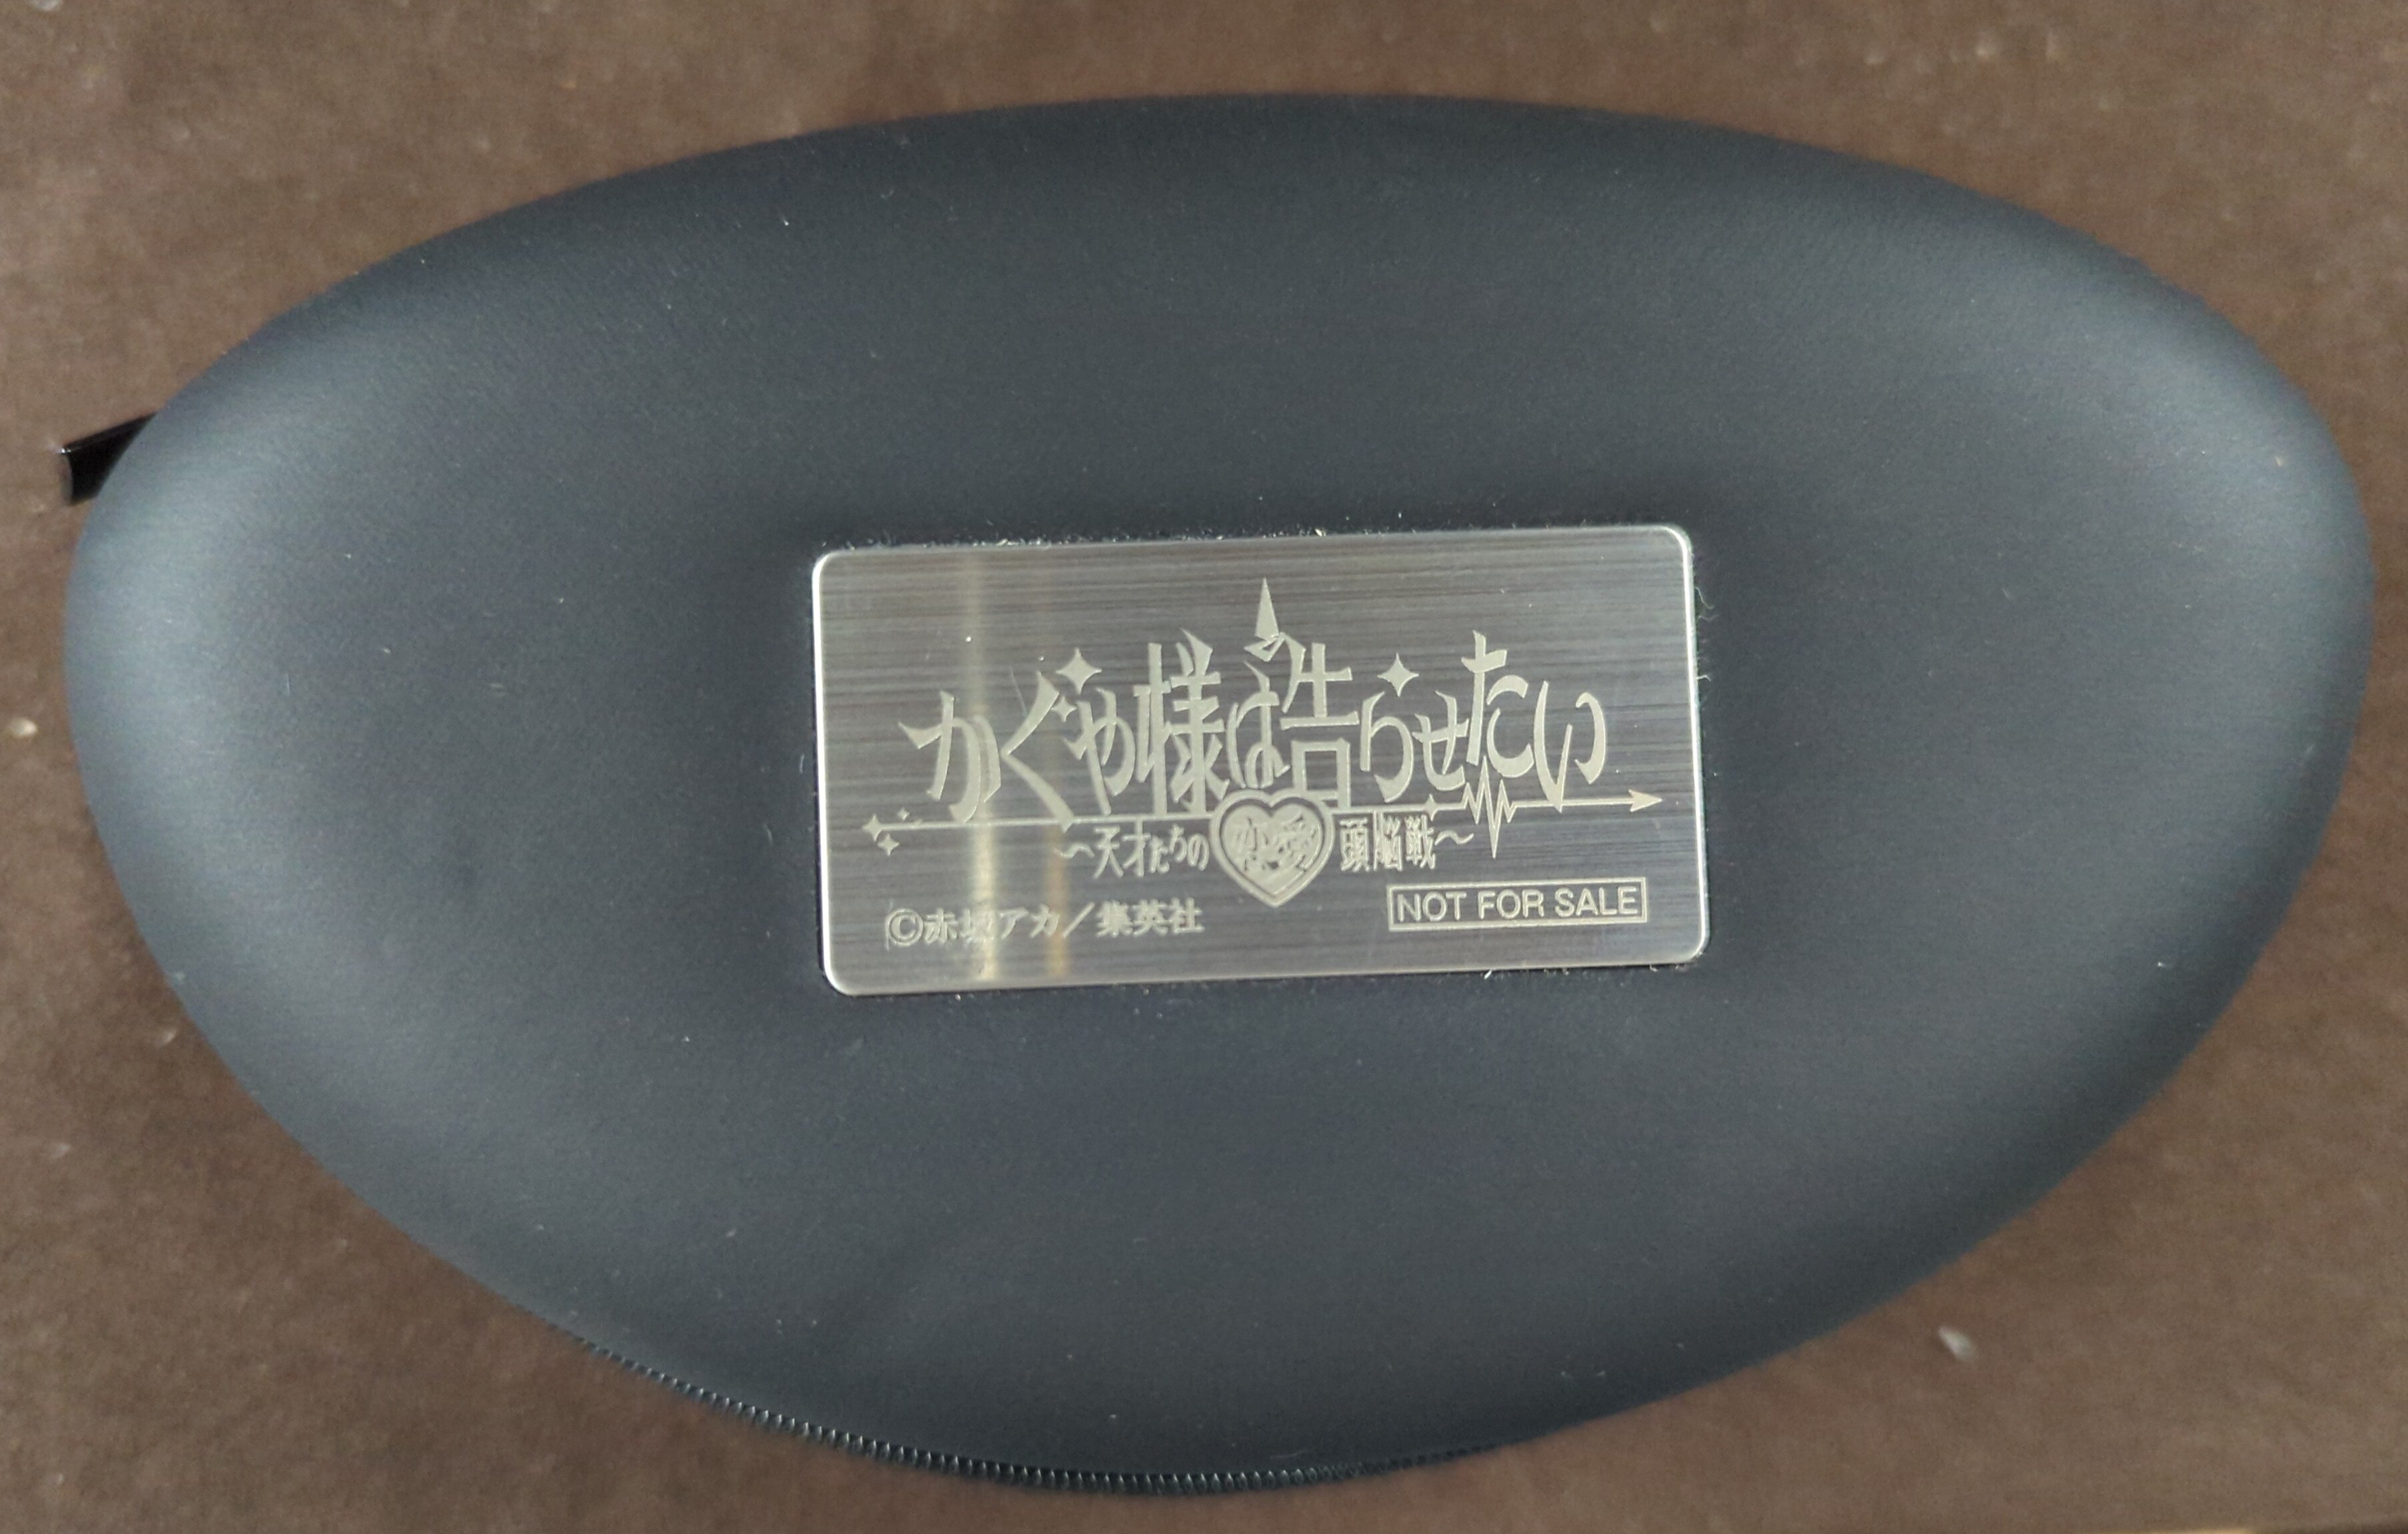 かぐや様は告らせたい
～天才たちの恋愛頭脳戦～
©赤坂アカ／集英社
NOT FOR SALE